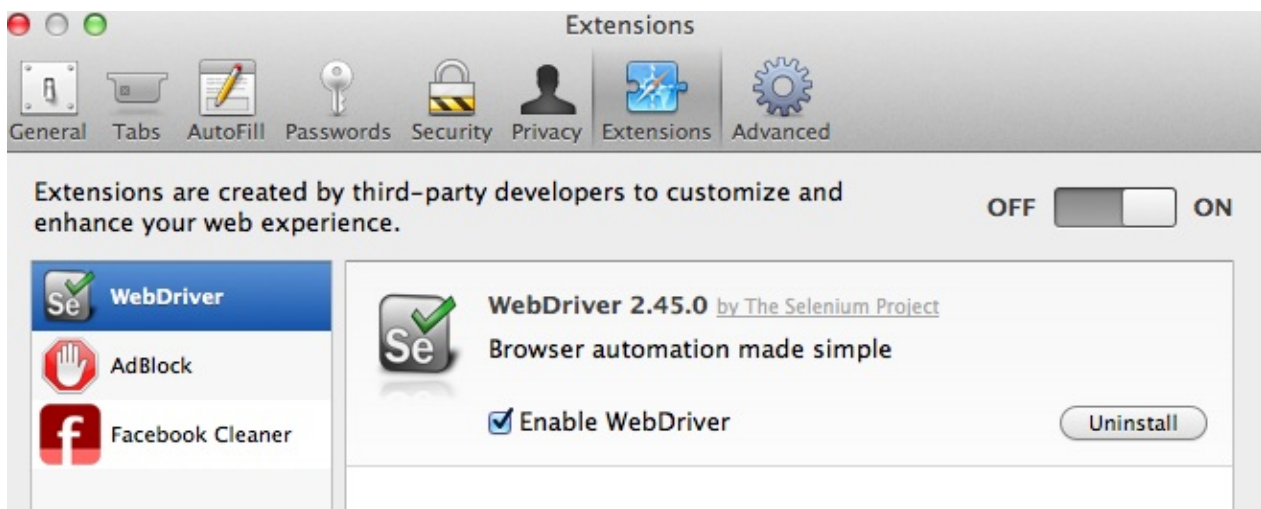 Extensions
General Tabs AutoFill Passwords Security Privacy Extensions Advanced
Extensions are created by third-party developers to customize and
enhance your web experience.
OFF ON
Se WebDriver
AdBlock
f Facebook Cleaner
Se
WebDriver 2.45.0 by The Selenium Project
Browser automation made simple
Enable WebDriver
Uninstall